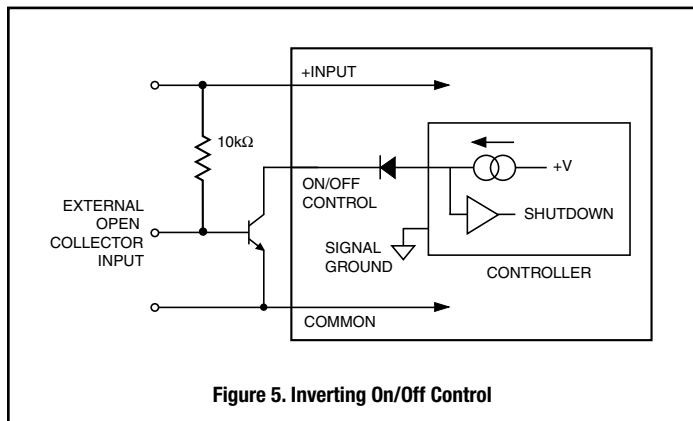 +INPUT
10kΩ
+V
ON/OFF
CONTROL
EXTERNAL
OPEN
COLLECTOR
INPUT
SHUTDOWN
SIGNAL
GROUND
CONTROLLER
COMMON
Figure 5. Inverting On/Off Control